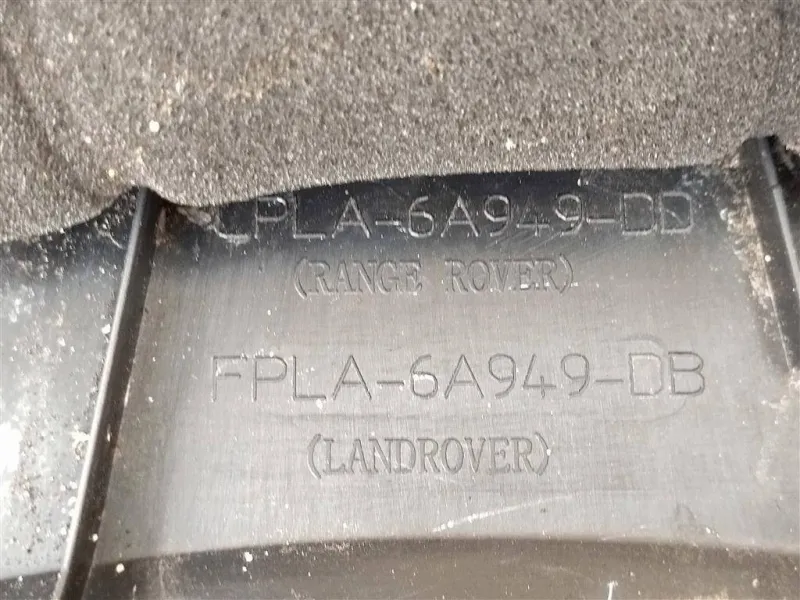 CPLA-6A949-DD
(RANGE ROVER)
FPLA-6A949-DB
(LANDROVER)